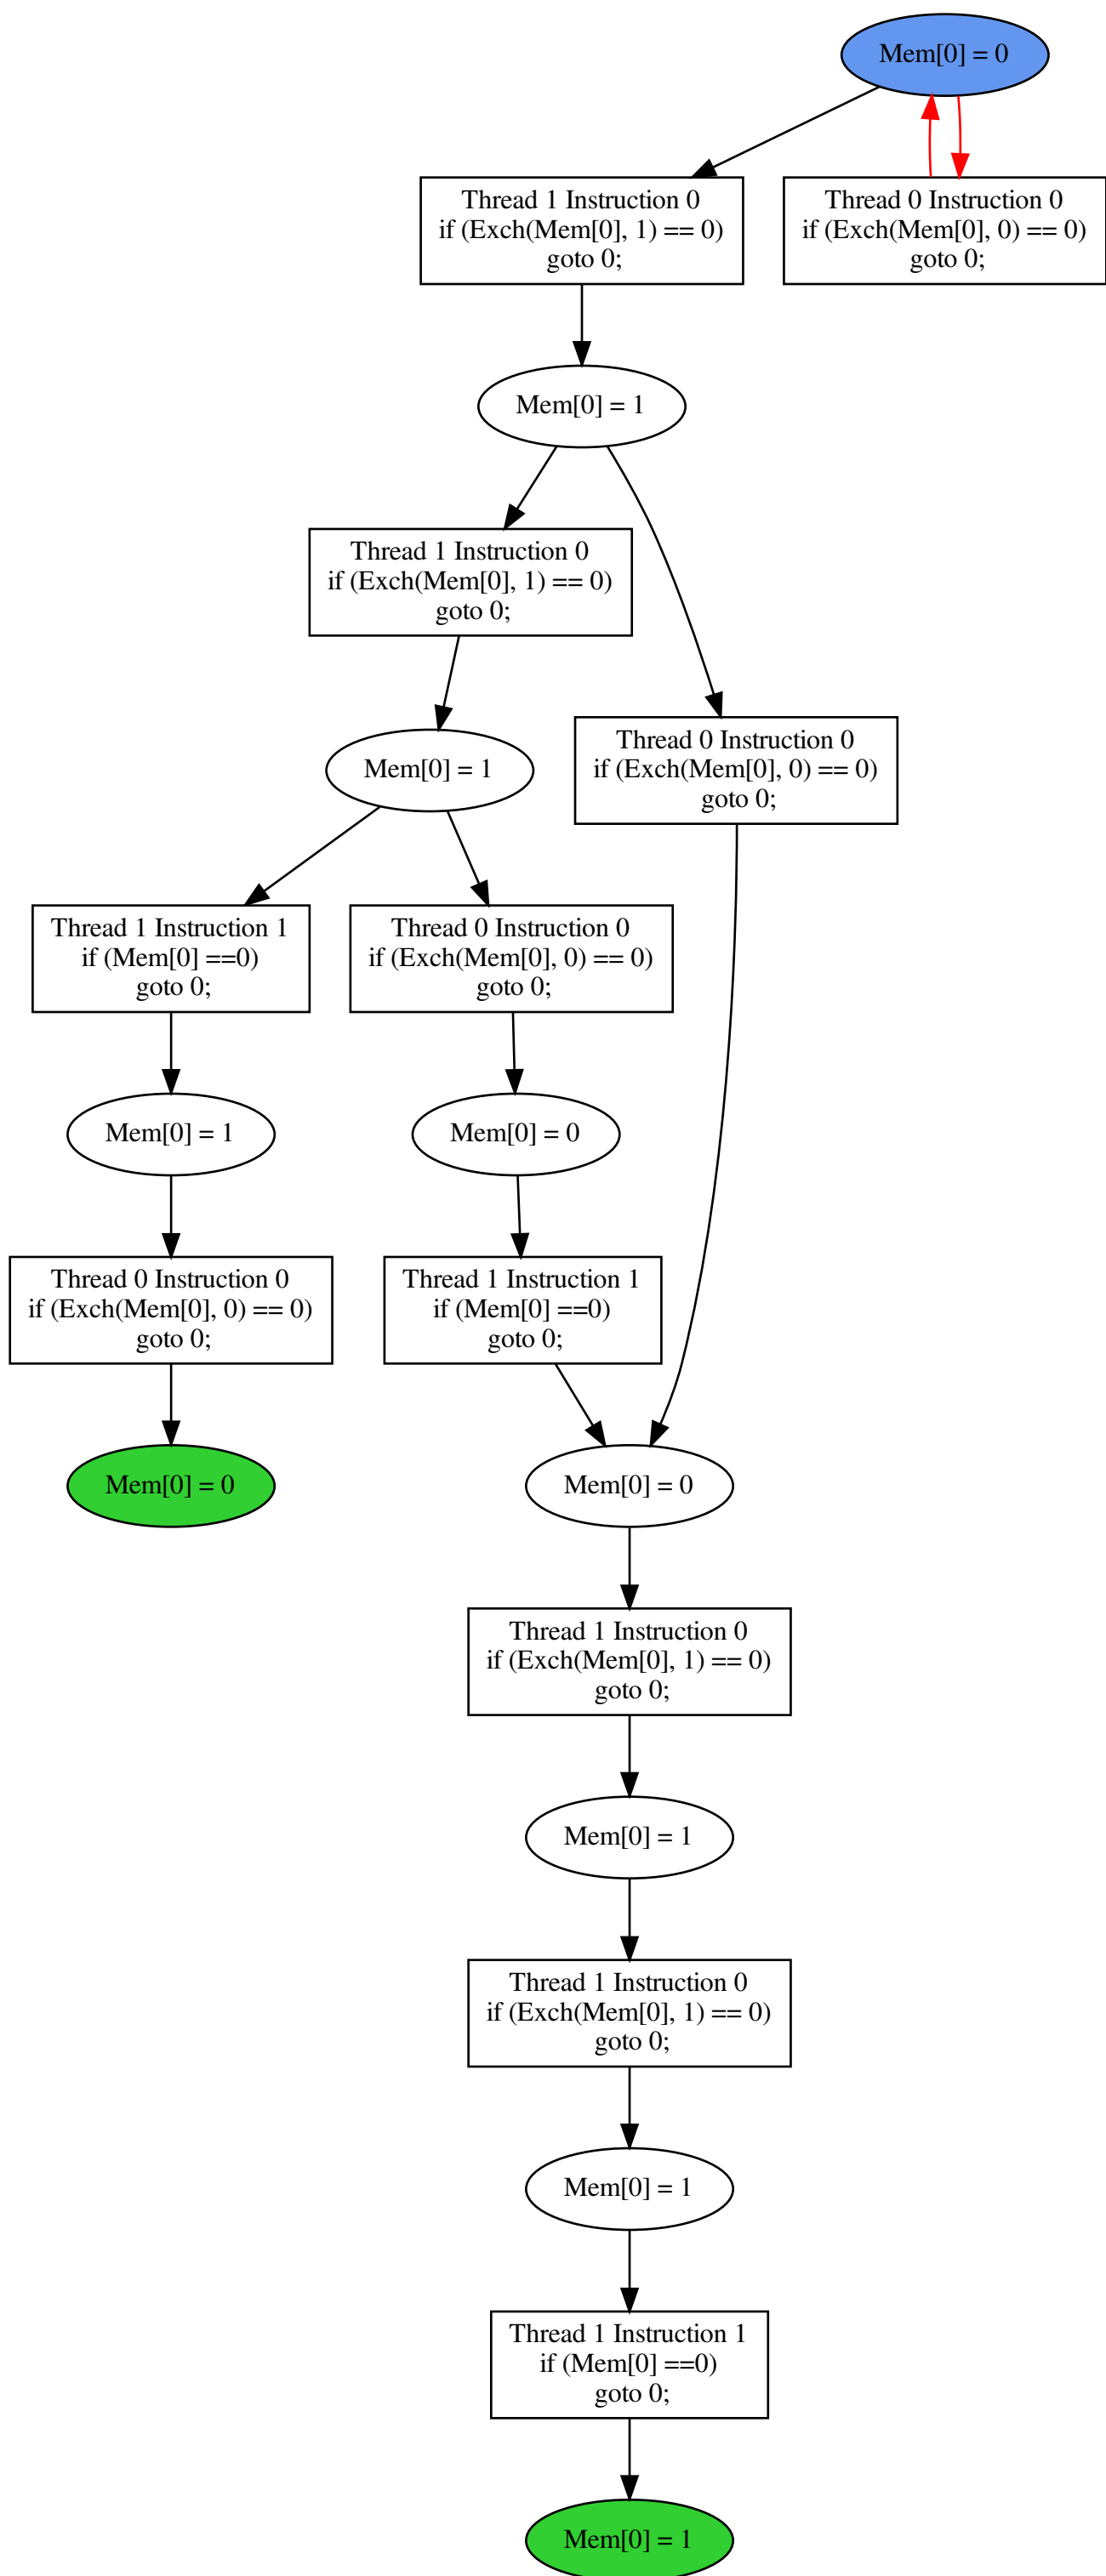 Mem[0] = 0
Thread 1 Instruction 0
if (Exch(Mem[0], 1) == 0)
goto 0;
Thread 0 Instruction 0
if (Exch(Mem[0], 0) == 0)
goto 0;
Mem[0] = 1
Thread 1 Instruction 0
if (Exch(Mem[0], 1) == 0)
goto 0;
Thread 0 Instruction 0
if (Exch(Mem[0], 0) == 0)
goto 0;
Mem[0] = 1
Thread 1 Instruction 1
if (Mem[0] ==0)
goto 0;
Thread 0 Instruction 0
if (Exch(Mem[0], 0) == 0)
goto 0;
Mem[0] = 1
Mem[0] = 0
Thread 0 Instruction 0
if (Exch(Mem[0], 0) == 0)
goto 0;
Thread 1 Instruction 1
if (Mem[0] ==0)
goto 0;
Mem[0] = 0
Mem[0] = 0
Thread 1 Instruction 0
if (Exch(Mem[0], 1) == 0)
goto 0;
Mem[0] = 1
Thread 1 Instruction 0
if (Exch(Mem[0], 1) == 0)
goto 0;
Mem[0] = 1
Thread 1 Instruction 1
if (Mem[0] ==0)
goto 0;
Mem[0] = 1